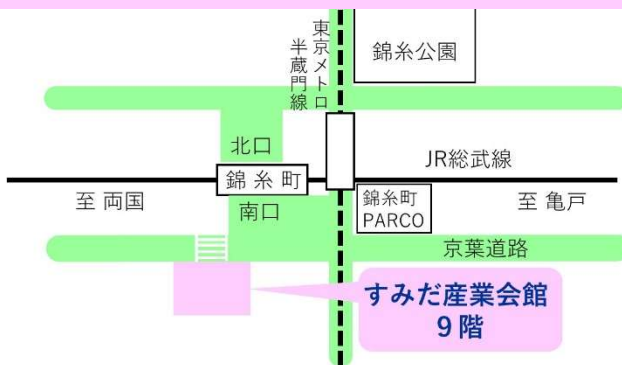 東京メトロ
半蔵門線
錦糸公園
北口
JR総武線
錦糸町
至 両国
南口
錦糸町
PARCO
至 亀戸
京葉道路
すみだ産業会館
９階